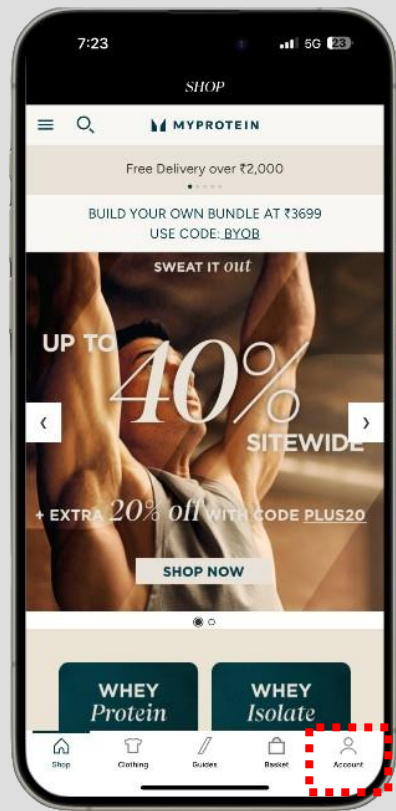 7:23 5G 23
SHOP
MYPROTEIN
Free Delivery over ₹2,000
BUILD YOUR OWN BUNDLE AT ₹3699
USE CODE: BYOB
SWEAT IT out
UP TO
40%
SITEWIDE
+ EXTRA 20% off WITH CODE PLUS20
SHOP NOW
WHEY WHEY
Protein Isolate
Shop Clothing Guides Basket Account